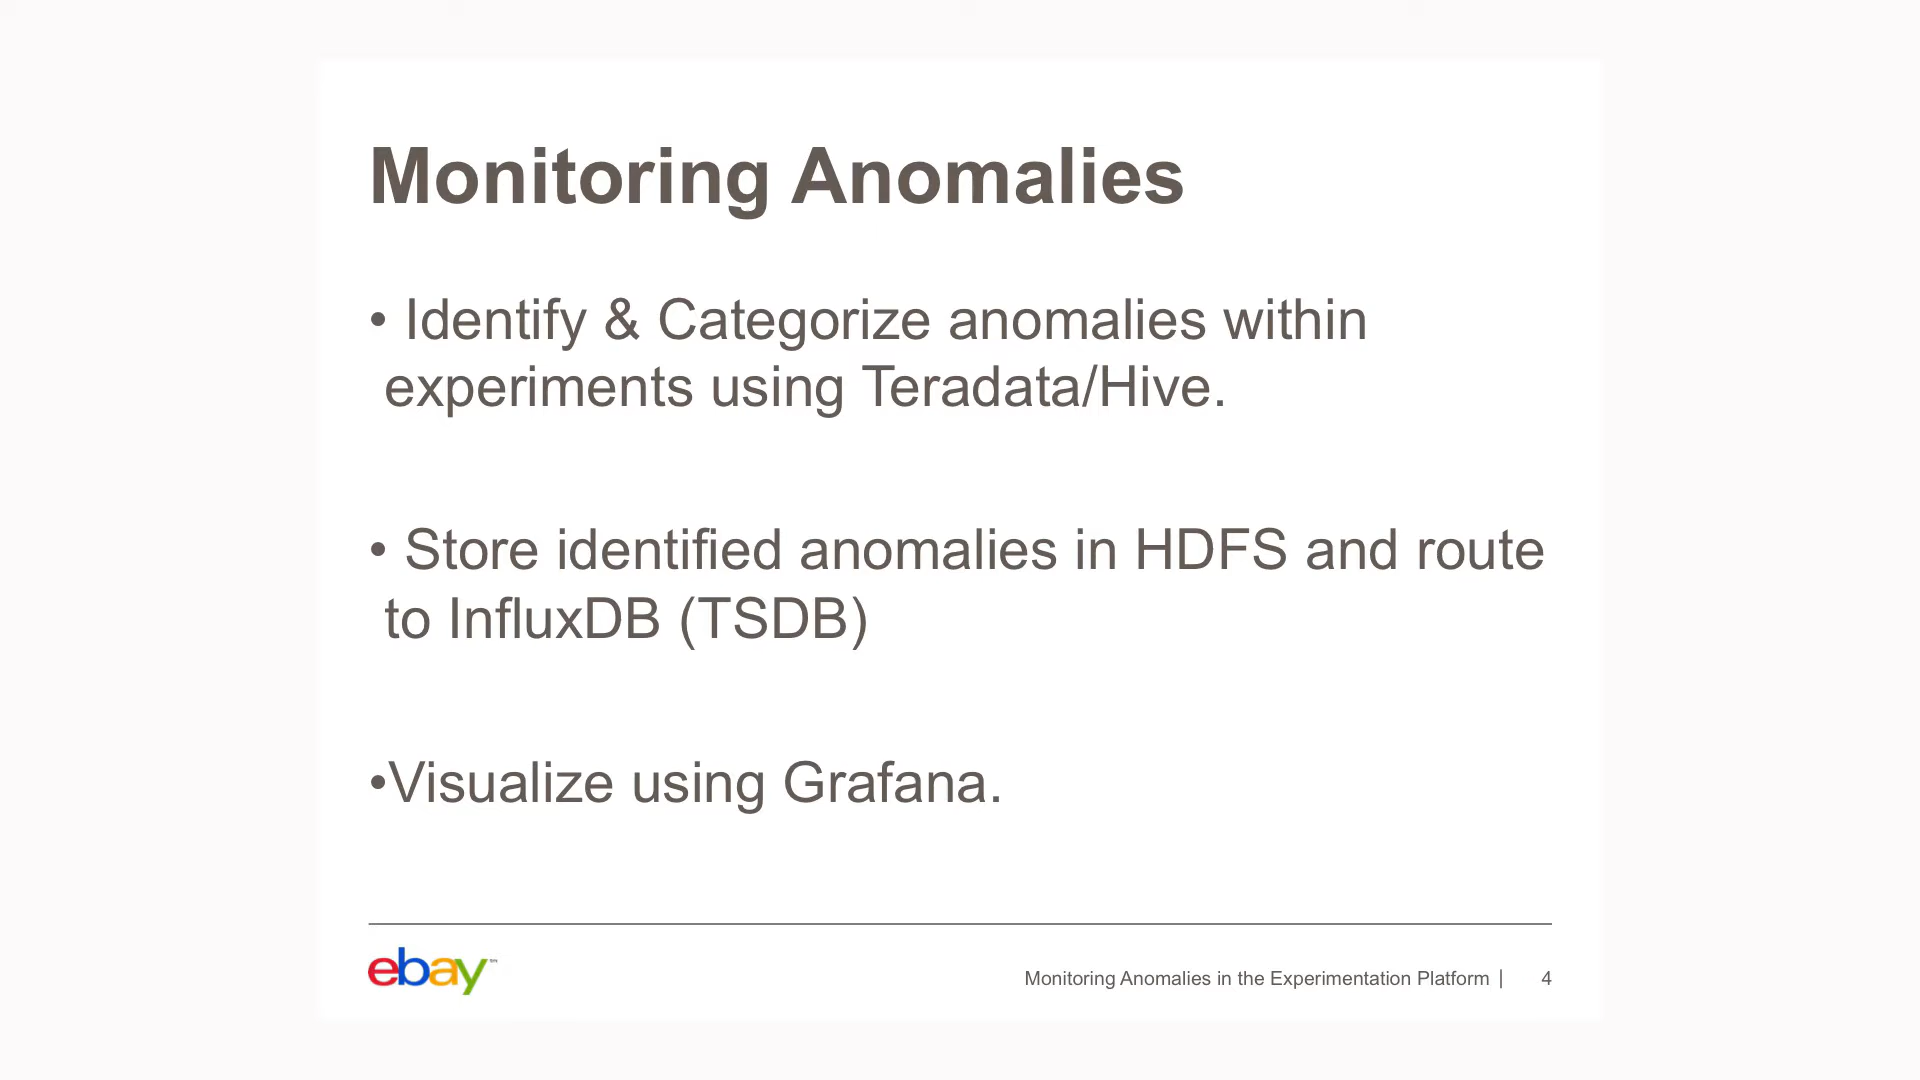 Monitoring Anomalies
• Identify & Categorize anomalies within
experiments using Teradata/Hive.
• Store identified anomalies in HDFS and route
to InfluxDB (TSDB)
•Visualize using Grafana.
ebay
Monitoring Anomalies in the Experimentation Platform | 4